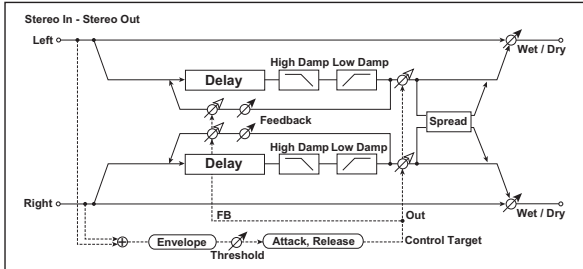 Stereo In - Stereo Out
Left
Wet / Dry
High Damp Low Damp
Delay
Feedback
Spread
High Damp Low Damp
Delay
Right
Wet / Dry
FB
Out
Envelope
Threshold
Attack, Release
Control Target